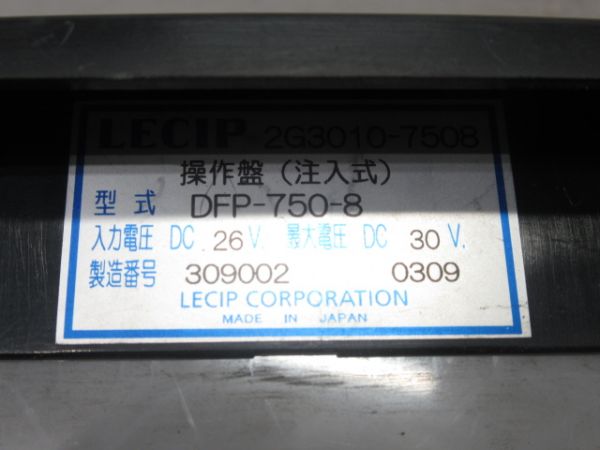 LECIP 2G3010-7508
操作盤（注入式）
型式 DFP-750-8
入力電圧 DC 26 V. 最大電圧 DC 30 V.
製造番号 309002 0309
LECIP CORPORATION
MADE IN JAPAN